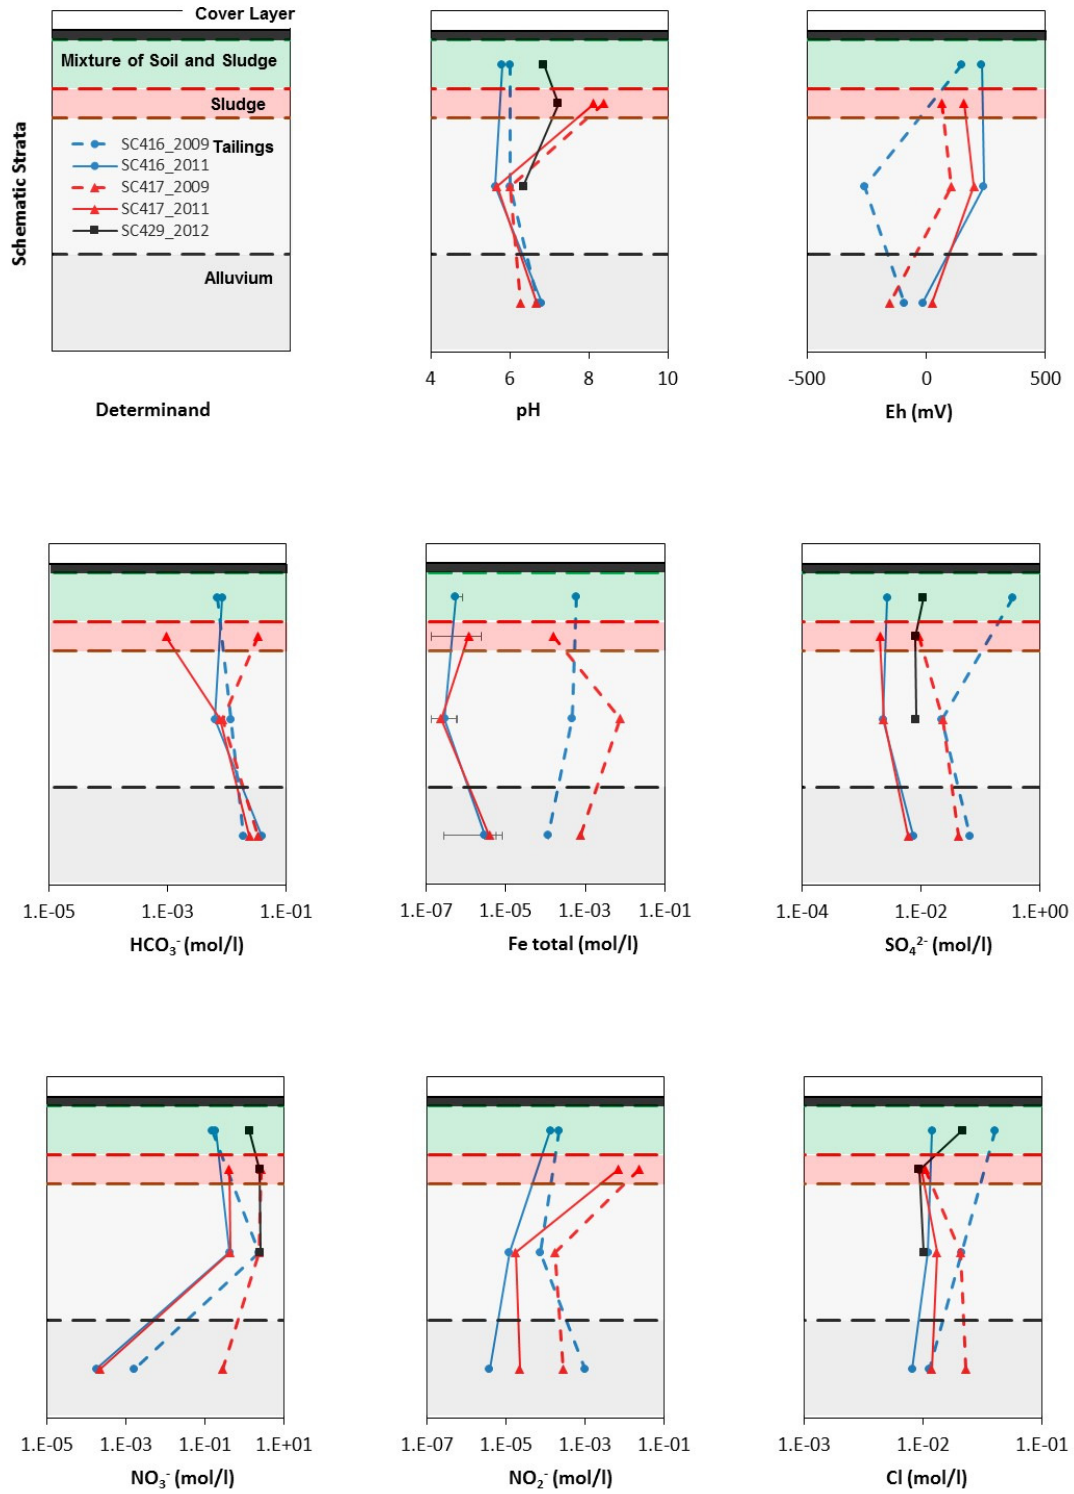 Cover Layer
Mixture of Soil and Sludge
Sludge
SC416_2009 Tailings
SC416_2011
SC417_2009
SC417_2011
SC429_2012
Alluvium
Schematic Strata
Determinand
4 6 8 10
pH
-500 0 500
Eh (mV)
1.E-05 1.E-03 1.E-01
HCO₃⁻ (mol/l)
1.E-07 1.E-05 1.E-03 1.E-01
Fe total (mol/l)
1.E-04 1.E-02 1.E+00
SO₄²⁻ (mol/l)
1.E-05 1.E-03 1.E-01 1.E+01
NO₃⁻ (mol/l)
1.E-07 1.E-05 1.E-03 1.E-01
NO₂⁻ (mol/l)
1.E-03 1.E-02 1.E-01
Cl (mol/l)